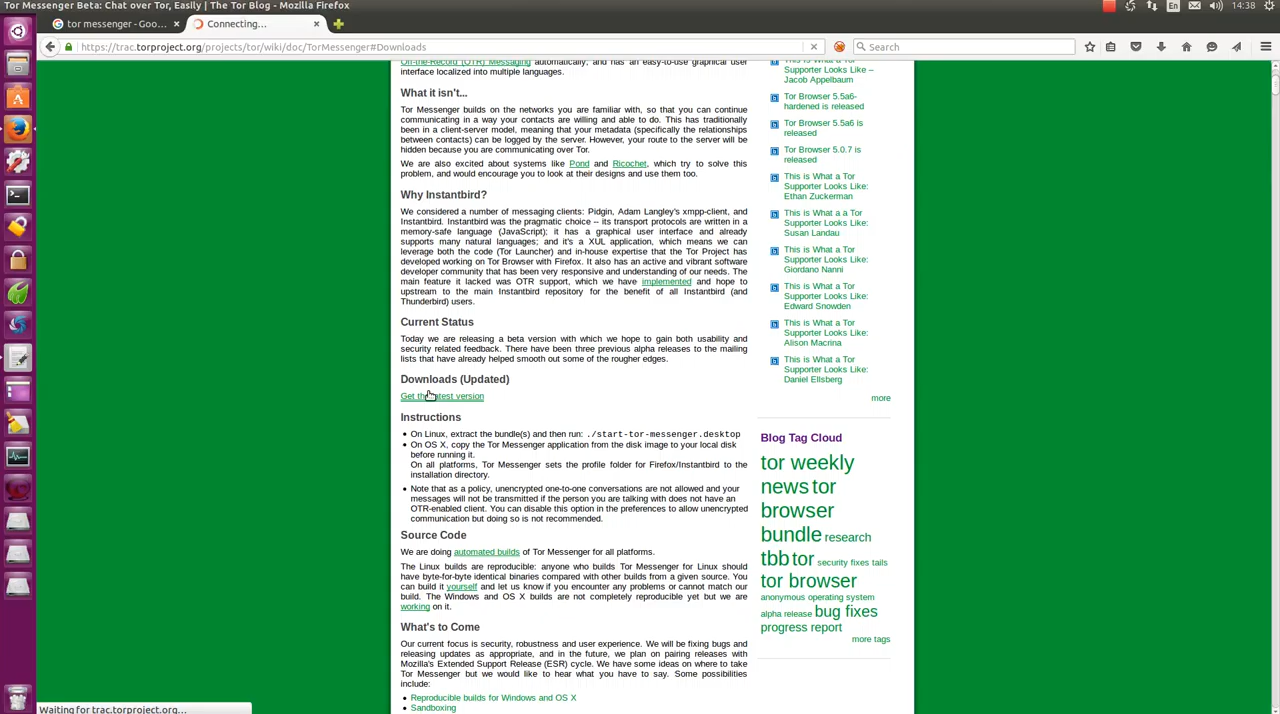 Tor Messenger Beta: Chat over Tor, Easily | The Tor Blog - Mozilla Firefox
En
14:38
tor messenger - Goo...
Connecting...
https://trac.torproject.org/projects/tor/wiki/doc/TorMessenger#Downloads
Search
Off-the-Record (OTR) Messaging automatically; and has an easy-to-use graphical user
interface localized into multiple languages.
What it isn't...
Tor Messenger builds on the networks you are familiar with, so that you can continue
communicating in a way your contacts are willing and able to do. This has traditionally
been in a client-server model, meaning that your metadata (specifically the relationships
between contacts) can be logged by the server. However, your route to the server will be
hidden because you are communicating over Tor.
We are also excited about systems like Pond and Ricochet, which try to solve this
problem, and would encourage you to look at their designs and use them too.
Why Instantbird?
We considered a number of messaging clients: Pidgin, Adam Langley's xmpp-client, and
Instantbird. Instantbird was the pragmatic choice -- its transport protocols are written in a
memory-safe language (JavaScript); it has a graphical user interface and already
supports many natural languages; and it's a XUL application, which means we can
leverage both the code (Tor Launcher) and in-house expertise that the Tor Project has
developed working on Tor Browser with Firefox. It also has an active and vibrant software
developer community that has been very responsive and understanding of our needs. The
main feature it lacked was OTR support, which we have implemented and hope to
upstream to the main Instantbird repository for the benefit of all Instantbird (and
Thunderbird) users.
Current Status
Today we are releasing a beta version with which we hope to gain both usability and
security related feedback. There have been three previous alpha releases to the mailing
lists that have already helped smooth out some of the rougher edges.
Downloads (Updated)
Get the latest version
Instructions
On Linux, extract the bundle(s) and then run: ./start-tor-messenger.desktop
On OS X, copy the Tor Messenger application from the disk image to your local disk
before running it.
On all platforms, Tor Messenger sets the profile folder for Firefox/Instantbird to the
installation directory.
Note that as a policy, unencrypted one-to-one conversations are not allowed and your
messages will not be transmitted if the person you are talking with does not have an
OTR-enabled client. You can disable this option in the preferences to allow unencrypted
communication but doing so is not recommended.
Source Code
We are doing automated builds of Tor Messenger for all platforms.
The Linux builds are reproducible: anyone who builds Tor Messenger for Linux should
have byte-for-byte identical binaries compared with other builds from a given source. You
can build it yourself and let us know if you encounter any problems or cannot match our
build. The Windows and OS X builds are not completely reproducible yet but we are
working on it.
What's to Come
Our current focus is security, robustness and user experience. We will be fixing bugs and
releasing updates as appropriate, and in the future, we plan on pairing releases with
Mozilla's Extended Support Release (ESR) cycle. We have some ideas on where to take
Tor Messenger but we would like to hear what you have to say. Some possibilities
include:
Reproducible builds for Windows and OS X
Sandboxing
This is What a Tor
Supporter Looks Like –
Jacob Appelbaum
Tor Browser 5.5a6-
hardened is released
Tor Browser 5.5a6 is
released
Tor Browser 5.0.7 is
released
This is What a Tor
Supporter Looks Like:
Ethan Zuckerman
This is What a a Tor
Supporter Looks Like:
Susan Landau
This is What a Tor
Supporter Looks Like:
Giordano Nanni
This is What a Tor
Supporter Looks Like:
Edward Snowden
This is What a Tor
Supporter Looks Like:
Alison Macrina
This is What a Tor
Supporter Looks Like:
Daniel Ellsberg
more
Blog Tag Cloud
tor weekly
news tor
browser
bundle research
tbb tor security fixes tails
tor browser
anonymous operating system
alpha release bug fixes
progress report
more tags
Waiting for trac.torproject.org...